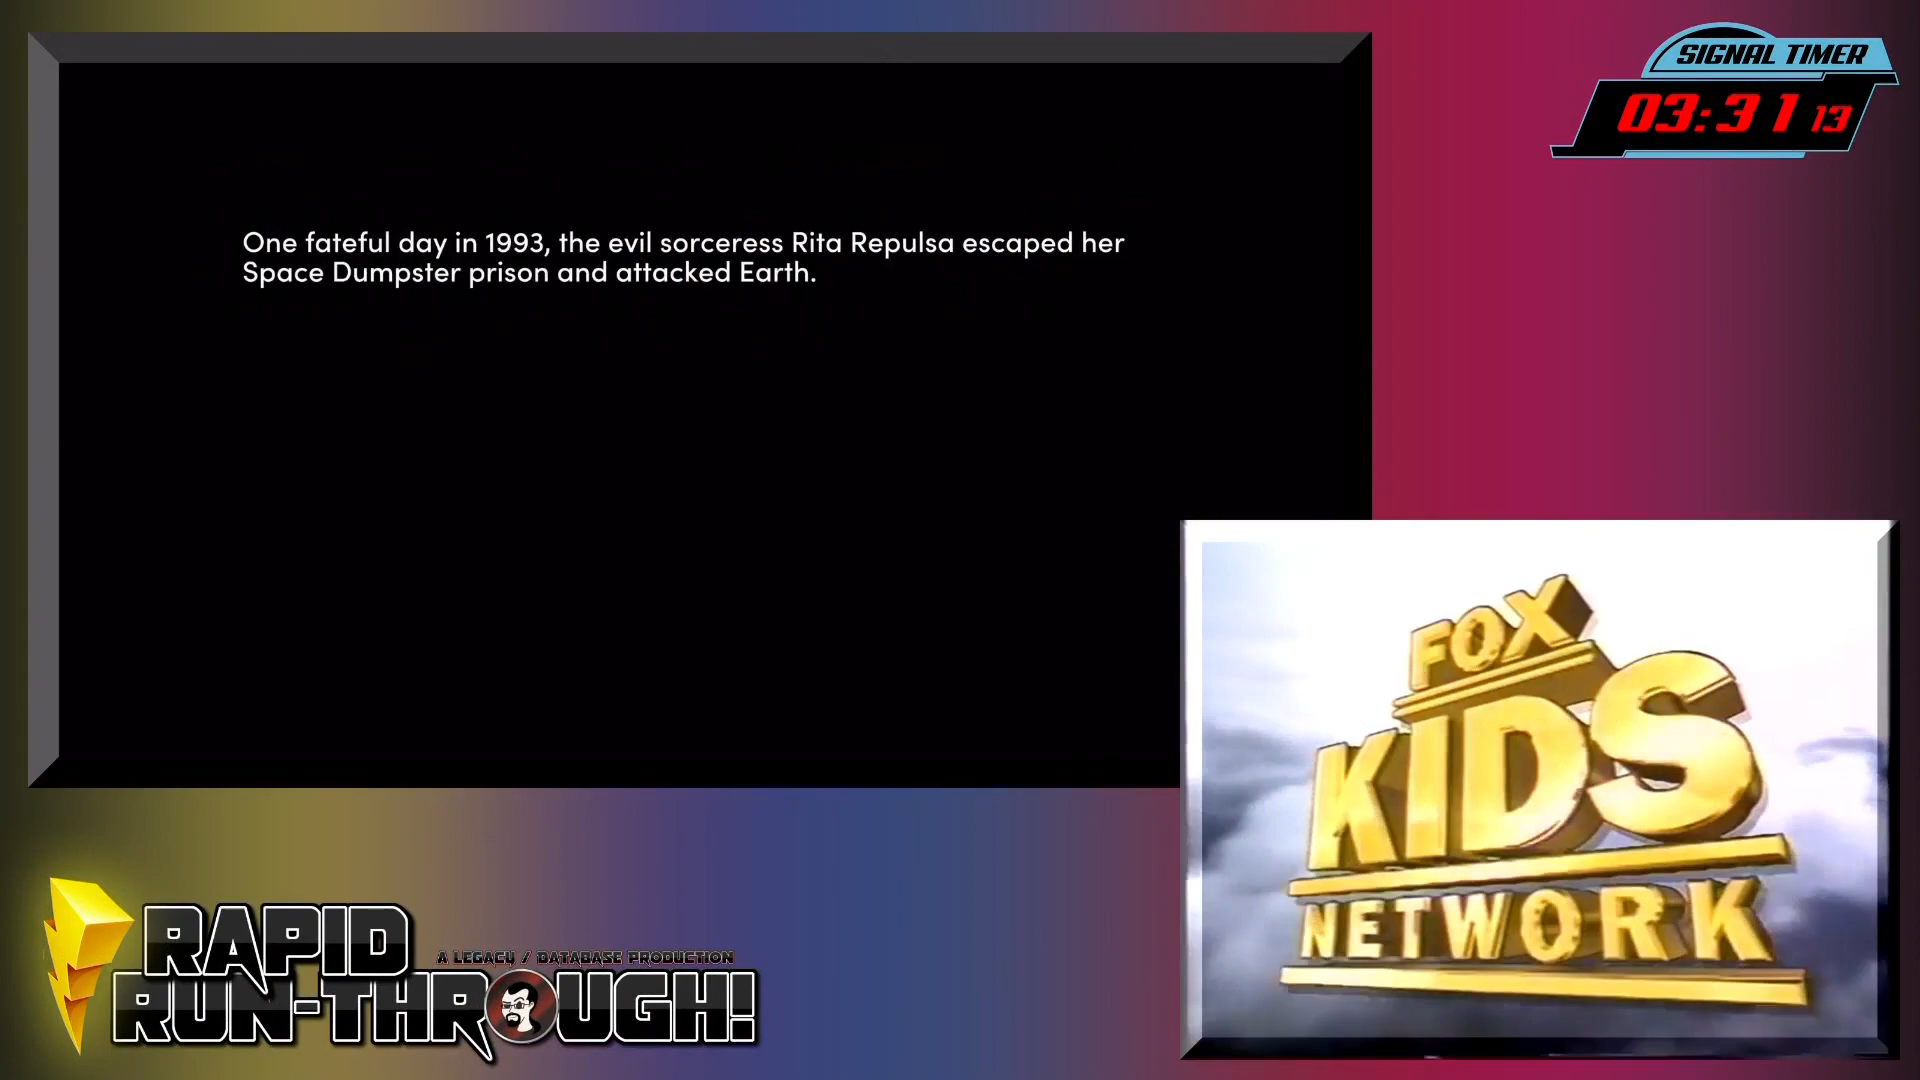 SIGNAL TIMER
03:31 13
One fateful day in 1993, the evil sorceress Rita Repulsa escaped her
Space Dumpster prison and attacked Earth.
FOX
KIDS
NETWORK
RAPID
A LEGACY / DATABASE PRODUCTION
RUN-THROUGH!